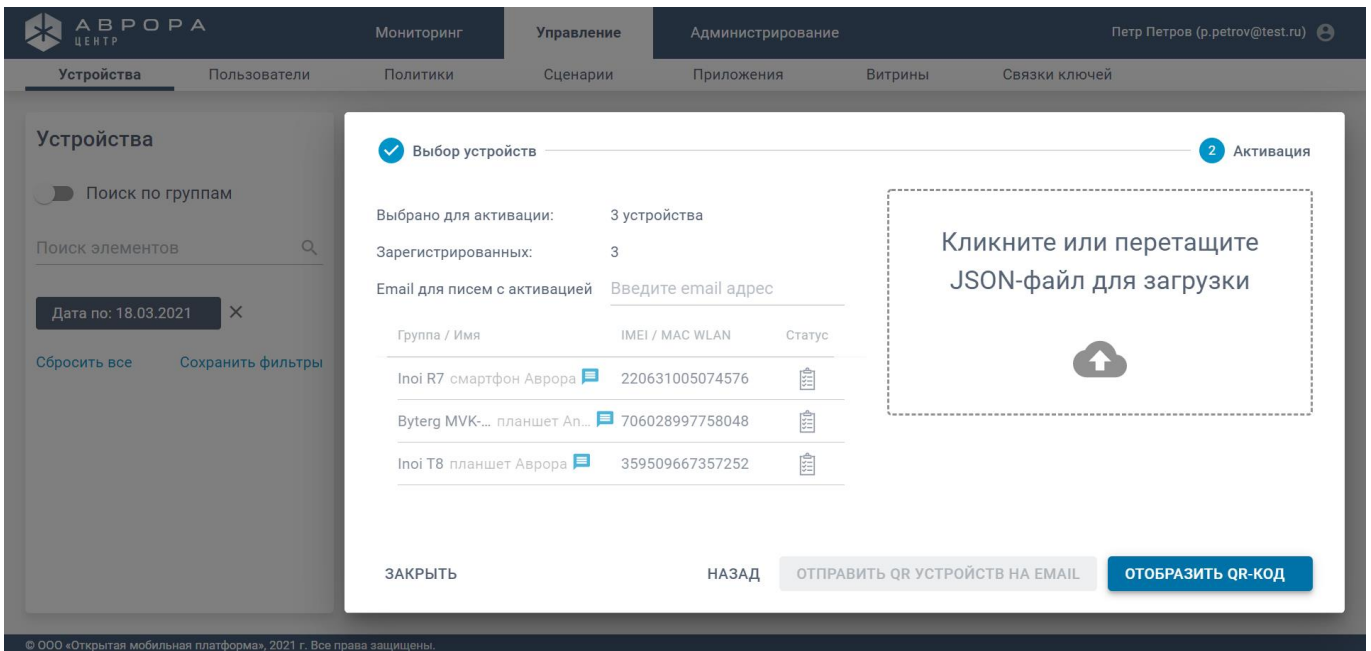 АВРОРА
ЦЕНТР
Мониторинг Управление Администрирование Петр Петров (p.petrov@test.ru)
Устройства Пользователи Политики Сценарии Приложения Витрины Связки ключей
Устройства
Поиск по группам
Поиск элементов
Дата по: 18.03.2021
Сбросить все Сохранить фильтры
Выбор устройств 2 Активация
Выбрано для активации: 3 устройства
Зарегистрированных: 3
Email для писем с активацией Введите email адрес
Группа / Имя IMEI / MAC WLAN Статус
Inoi R7 смартфон Аврора 220631005074576
Byterg MVK-... планшет An... 706028997758048
Inoi T8 планшет Аврора 359509667357252
Кликните или перетащите
JSON-файл для загрузки
ЗАКРЫТЬ НАЗАД ОТПРАВИТЬ QR УСТРОЙСТВ НА EMAIL ОТОБРАЗИТЬ QR-КОД
© ООО «Открытая мобильная платформа», 2021 г. Все права защищены.